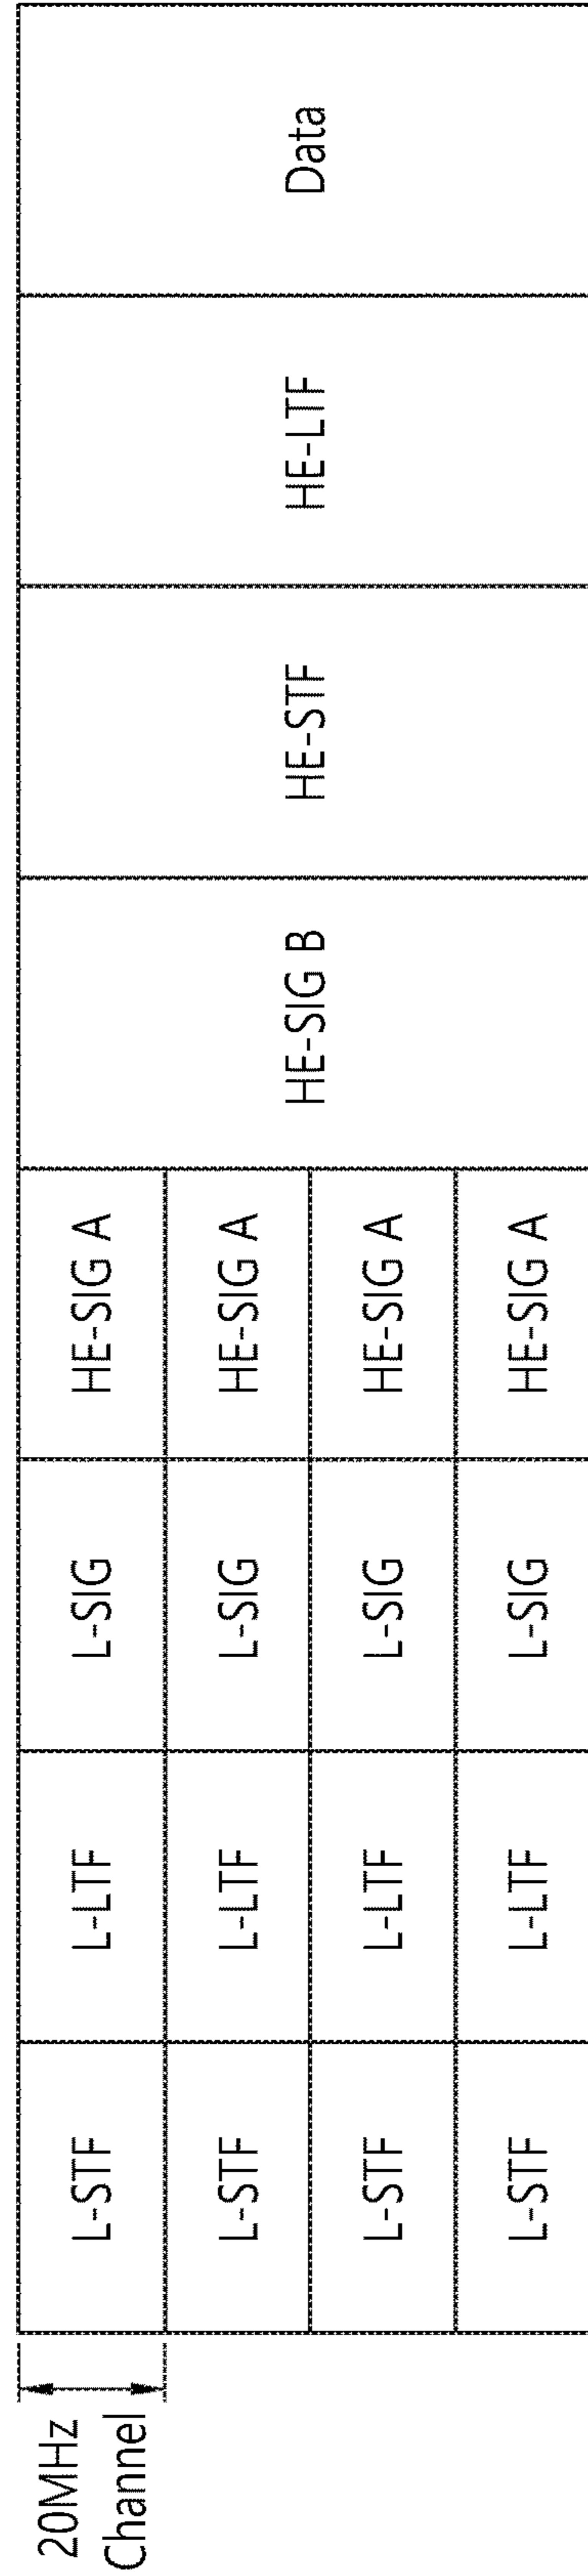 20MHz
Channel
L-STF
L-LTF
L-SIG
HE-SIG A
L-STF
L-LTF
L-SIG
HE-SIG A
L-STF
L-LTF
L-SIG
HE-SIG A
L-STF
L-LTF
L-SIG
HE-SIG A
HE-SIG B
HE-STF
HE-LTF
Data